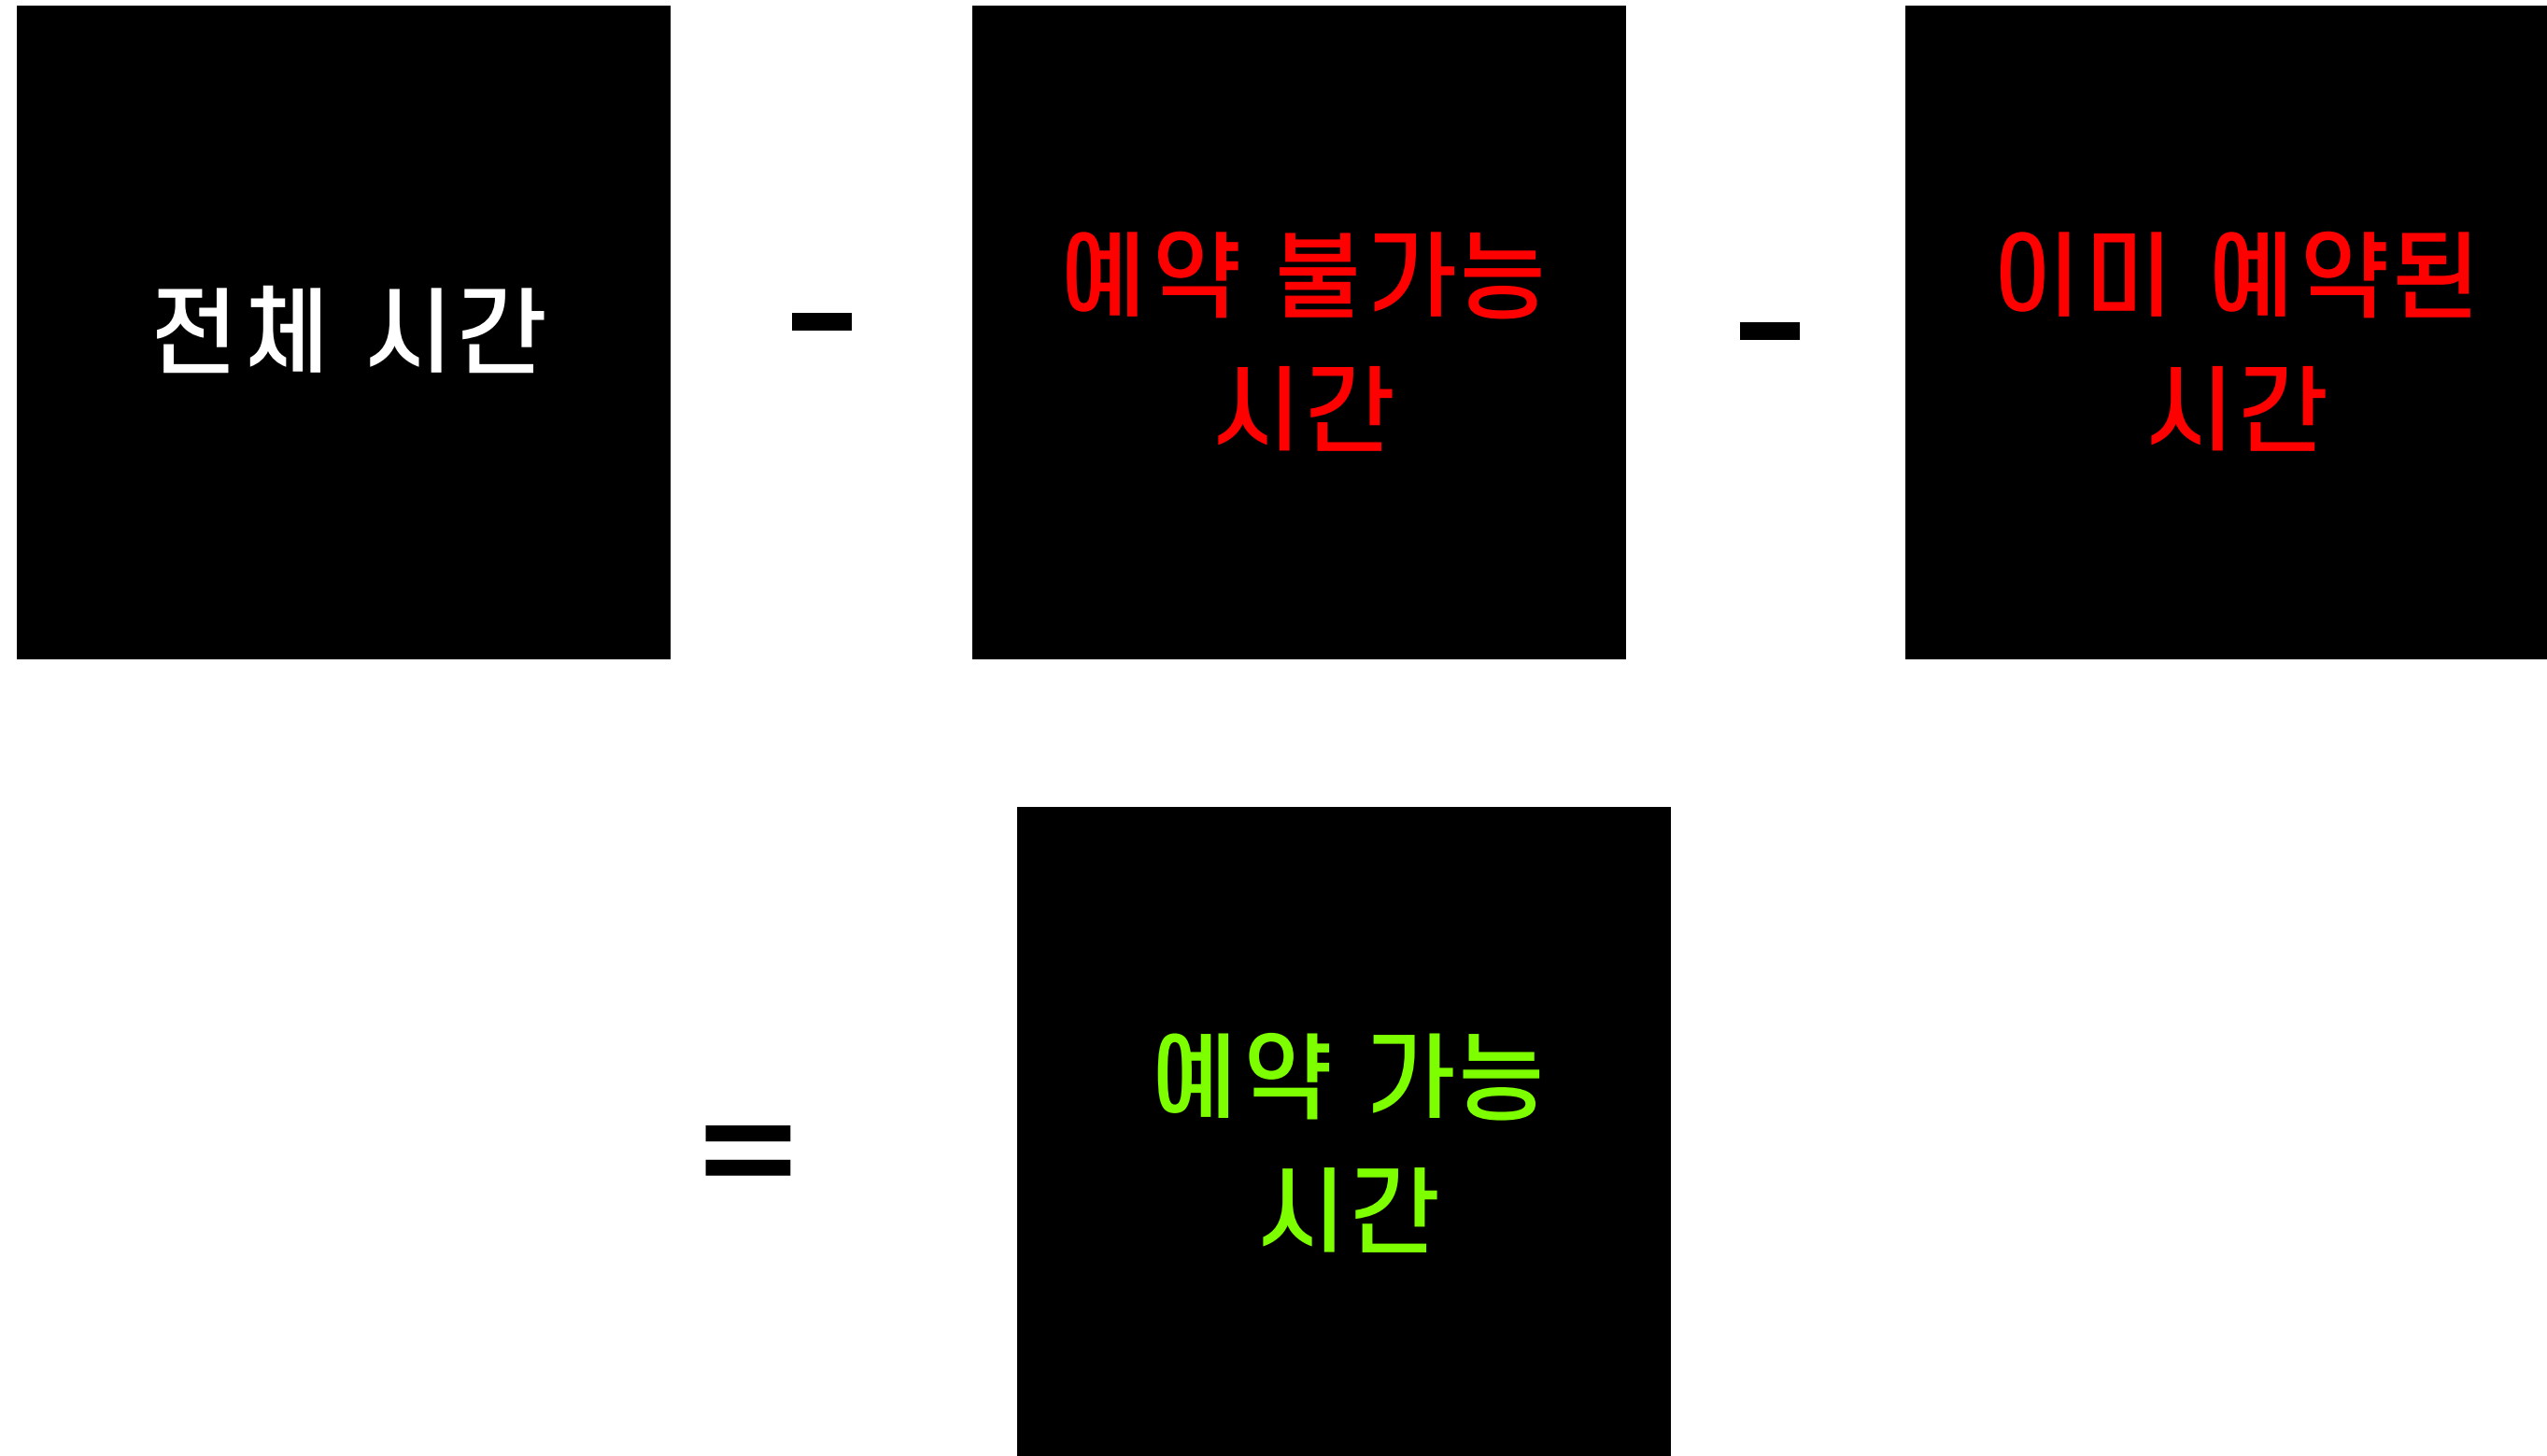 전체 시간
-
예약 불가능
시간
-
이미 예약된
시간
=
예약 가능
시간